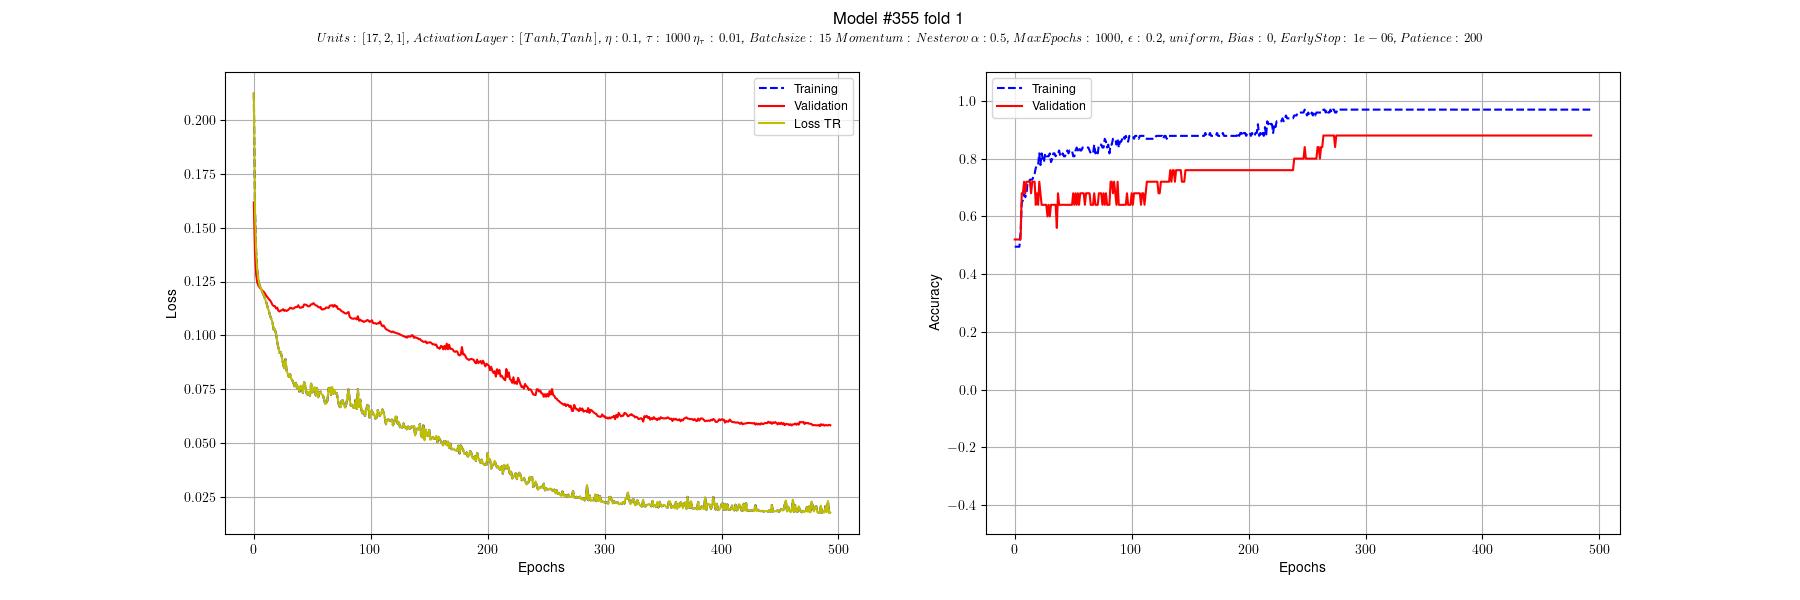 Model #355 fold 1
Units : [17, 2, 1], ActivationLayer : [Tanh, Tanh], η : 0.1, τ : 1000 ητ : 0.01, Batchsize : 15 Momentum : Nesterov α : 0.5, MaxEpochs : 1000, ϵ : 0.2, uniform, Bias : 0, EarlyStop : 1e − 06, Patience : 200
Training
Validation
Loss TR
0.200
0.175
0.150
0.125
0.100
0.075
0.050
0.025
Loss
0 100 200 300 400 500
Epochs
Training
Validation
1.0
0.8
0.6
0.4
0.2
0.0
−0.2
−0.4
Accuracy
0 100 200 300 400 500
Epochs